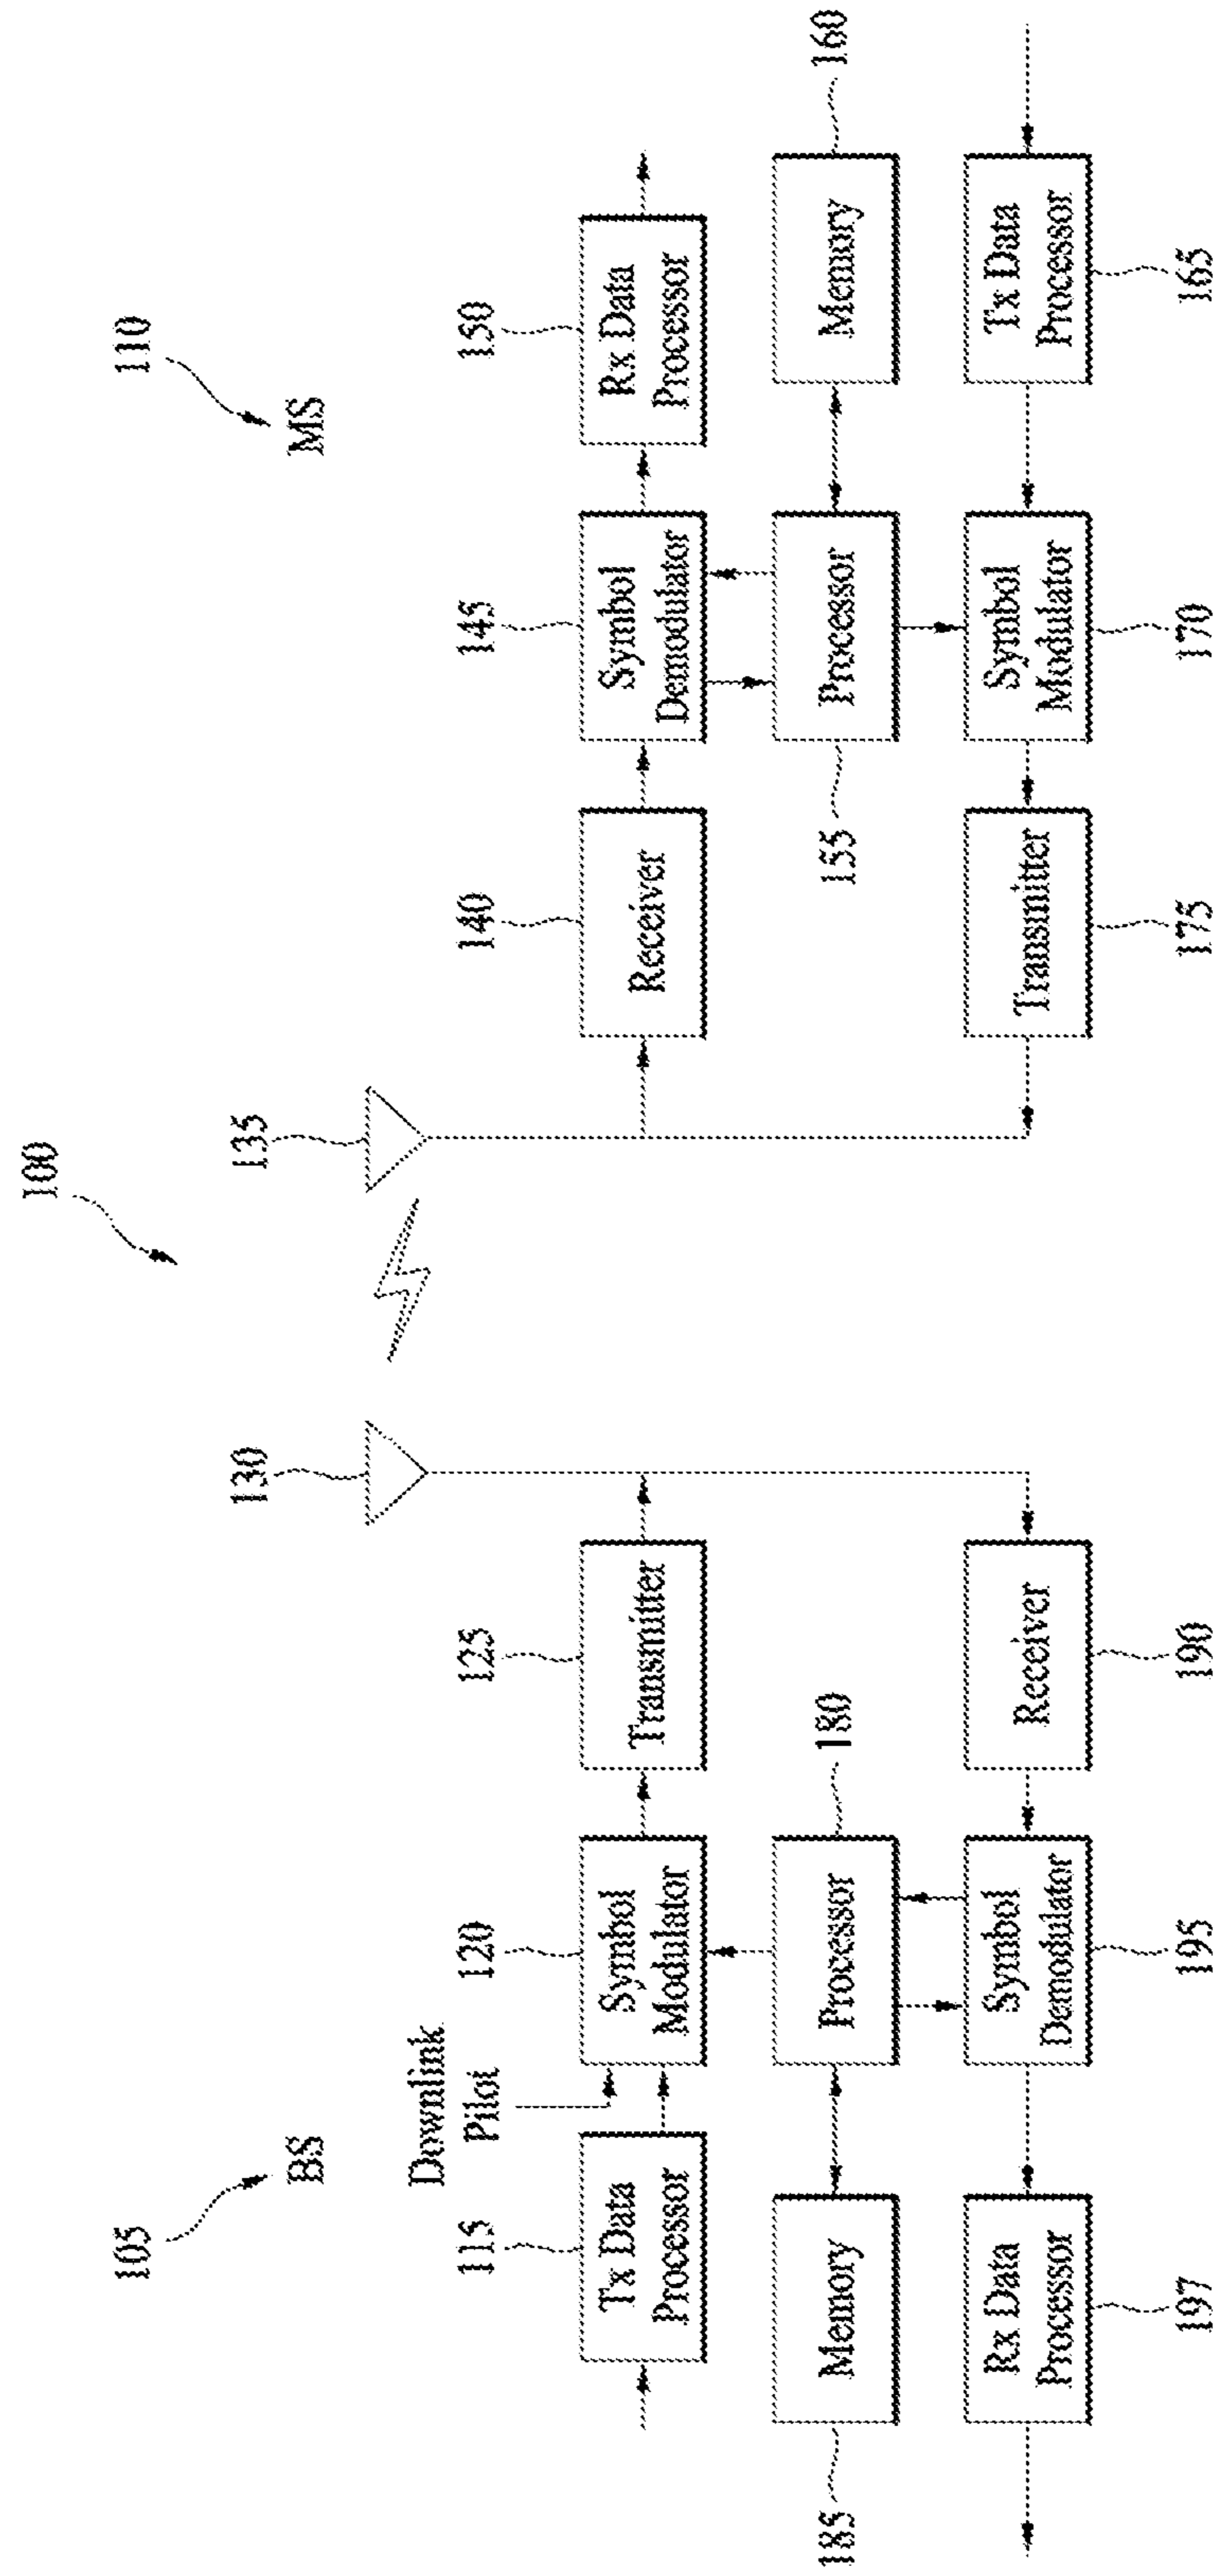 100
105
BS
110
MS
130
135
Downlink
Pilot
115
Tx Data
Processor
120
Symbol
Modulator
125
Transmitter
140
Receiver
145
Symbol
Demodulator
150
Rx Data
Processor
185
Memory
Processor
180
155
Processor
Memory
160
Rx Data
Processor
197
Symbol
Demodulator
195
Receiver
190
Transmitter
175
Symbol
Modulator
170
Tx Data
Processor
165